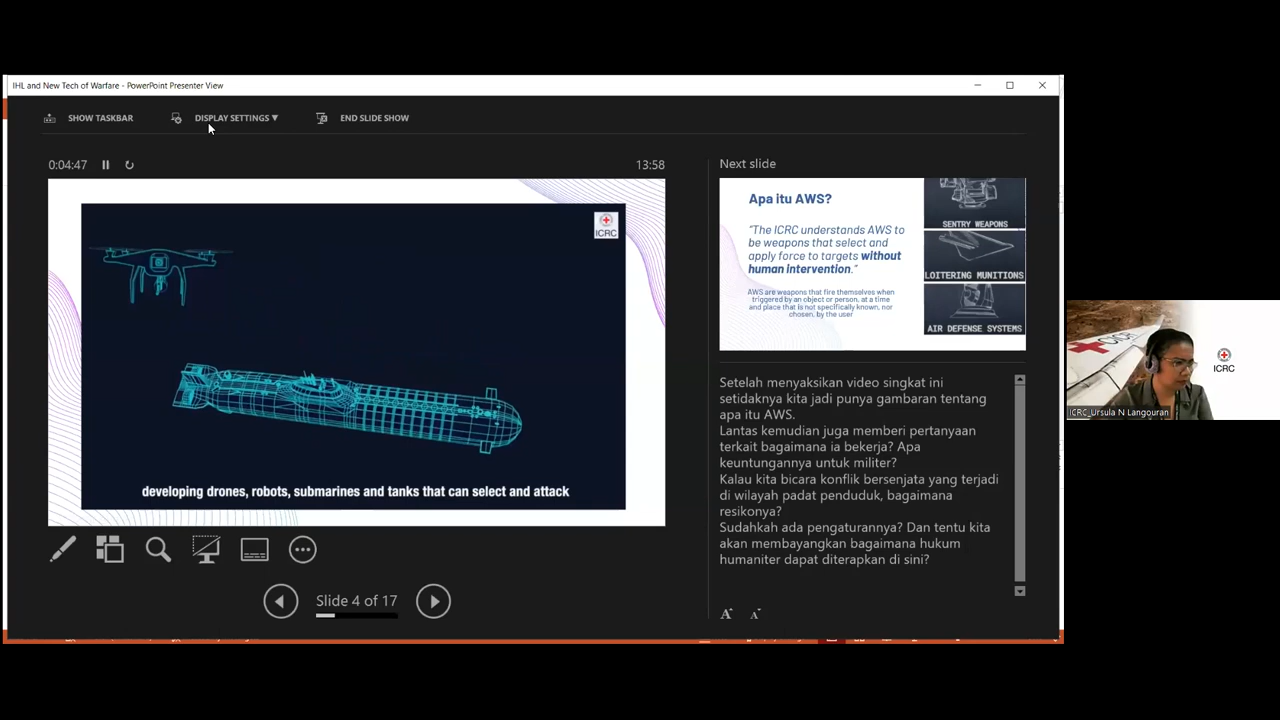 IHL and New Tech of Warfare - PowerPoint Presenter View
SHOW TASKBAR
DISPLAY SETTINGS ▼
END SLIDE SHOW
0:04:47
13:58
ICRC
developing drones, robots, submarines and tanks that can select and attack
Slide 4 of 17
Next slide
Apa itu AWS?
"The ICRC understands AWS to
be weapons that select and
apply force to targets without
human intervention."
AWS are weapons that fire themselves when
triggered by an object or person, at a time
and place that is not specifically known, nor
chosen, by the user
SENTRY WEAPONS
LOITERING MUNITIONS
AIR DEFENSE SYSTEMS
Setelah menyaksikan video singkat ini
setidaknya kita jadi punya gambaran tentang
apa itu AWS.
Lantas kemudian juga memberi pertanyaan
terkait bagaimana ia bekerja? Apa
keuntungannya untuk militer?
Kalau kita bicara konflik bersenjata yang terjadi
di wilayah padat penduduk, bagaimana
resikonya?
Sudahkah ada pengaturannya? Dan tentu kita
akan membayangkan bagaimana hukum
humaniter dapat diterapkan di sini?
A
A
ICRC
ICRC_Ursula N Langouran